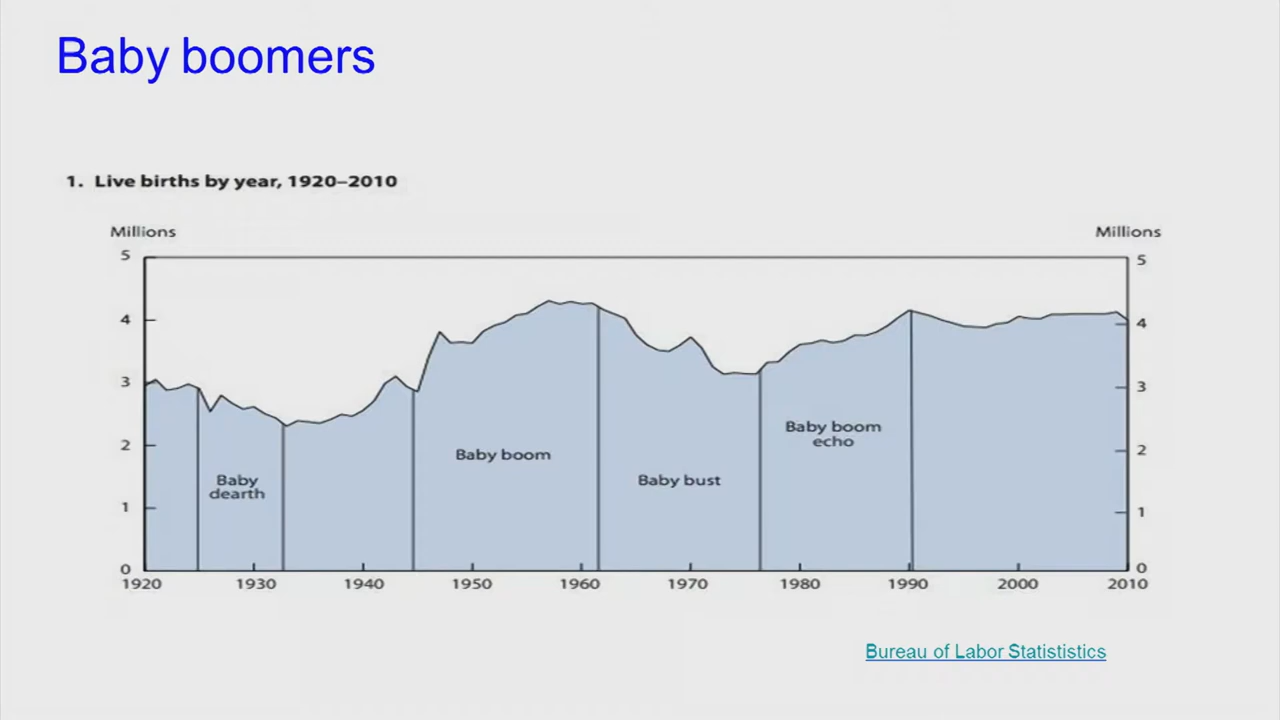 Baby boomers
1. Live births by year, 1920–2010
Millions
Millions
5
5
4
4
3
3
2
2
1
1
0
0
Baby
dearth
Baby boom
Baby bust
Baby boom
echo
1920
1930
1940
1950
1960
1970
1980
1990
2000
2010
Bureau of Labor Statististics